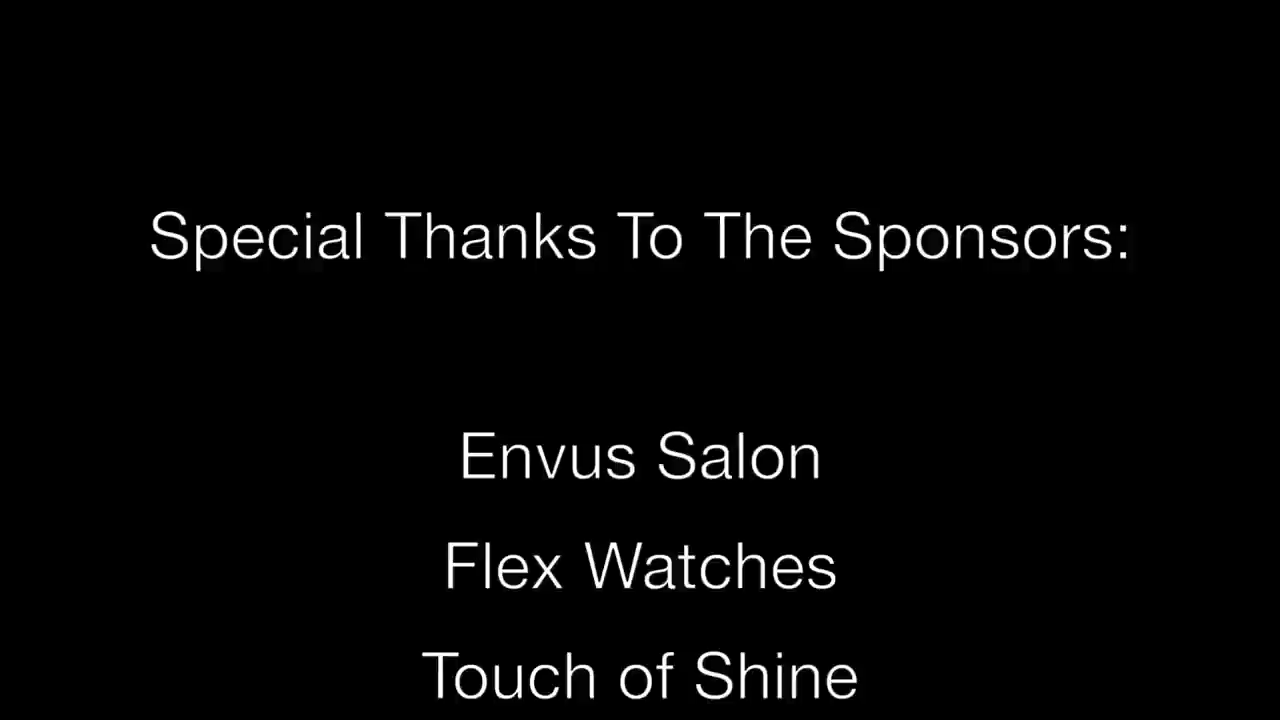 Special Thanks To The Sponsors:
Envus Salon
Flex Watches
Touch of Shine